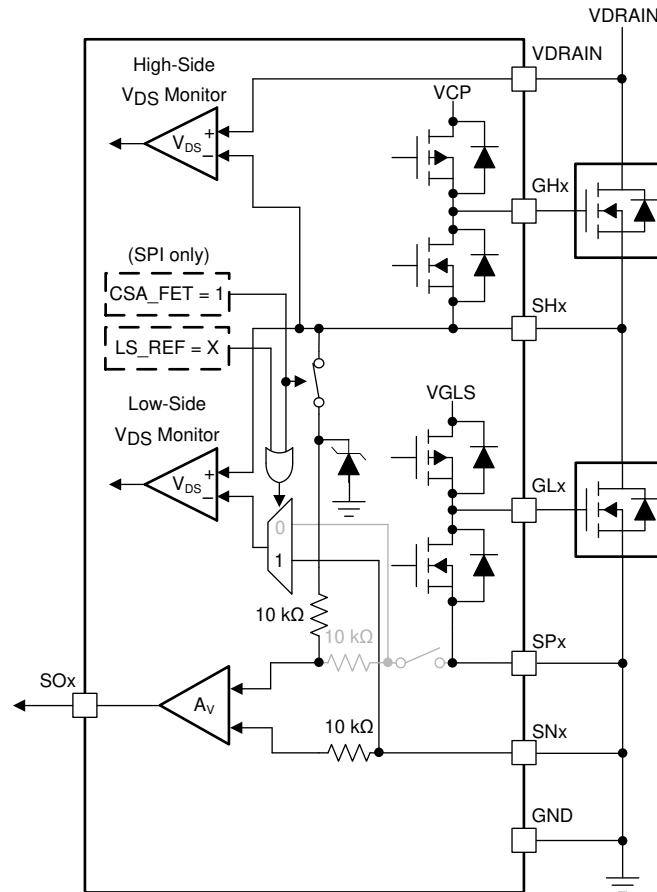 VDRAIN
High-Side
VDS Monitor
VDRAIN
VCP
+
VDS
−
GHx
(SPI only)
CSA_FET = 1
SHx
LS_REF = X
Low-Side
VDS Monitor
VGLS
+
VDS
−
GLx
0
1
10 kΩ
10 kΩ
SPx
SOx
AV
10 kΩ
SNx
GND